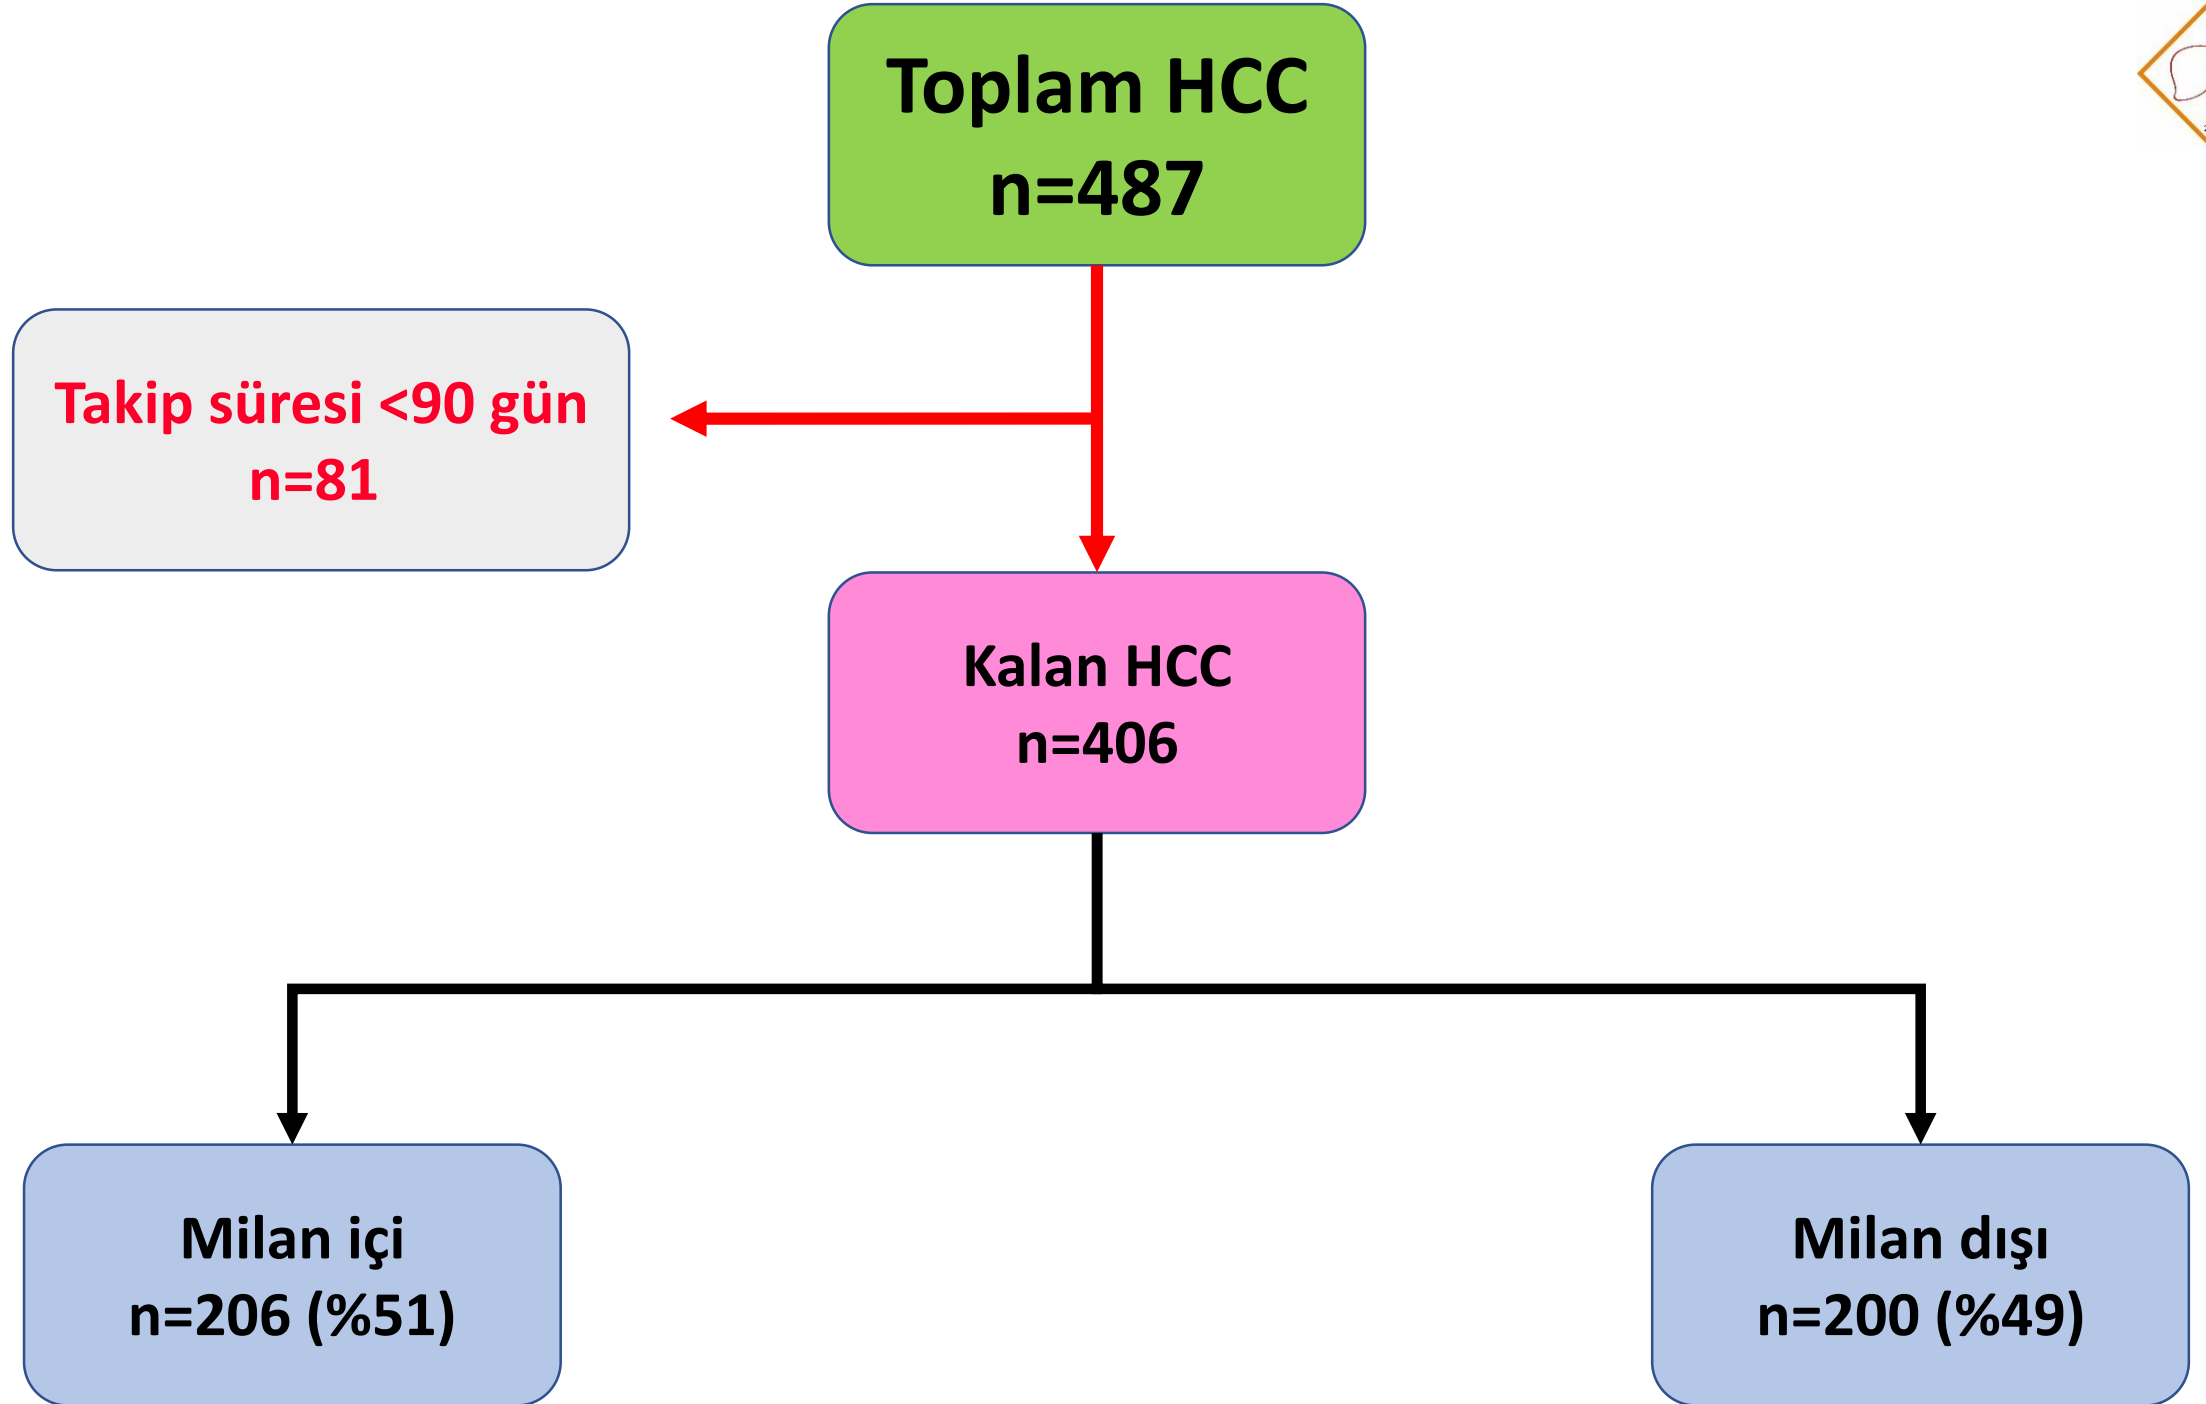 Toplam HCC
n=487
Takip süresi <90 gün
n=81
Kalan HCC
n=406
Milan içi
n=206 (%51)
Milan dışı
n=200 (%49)